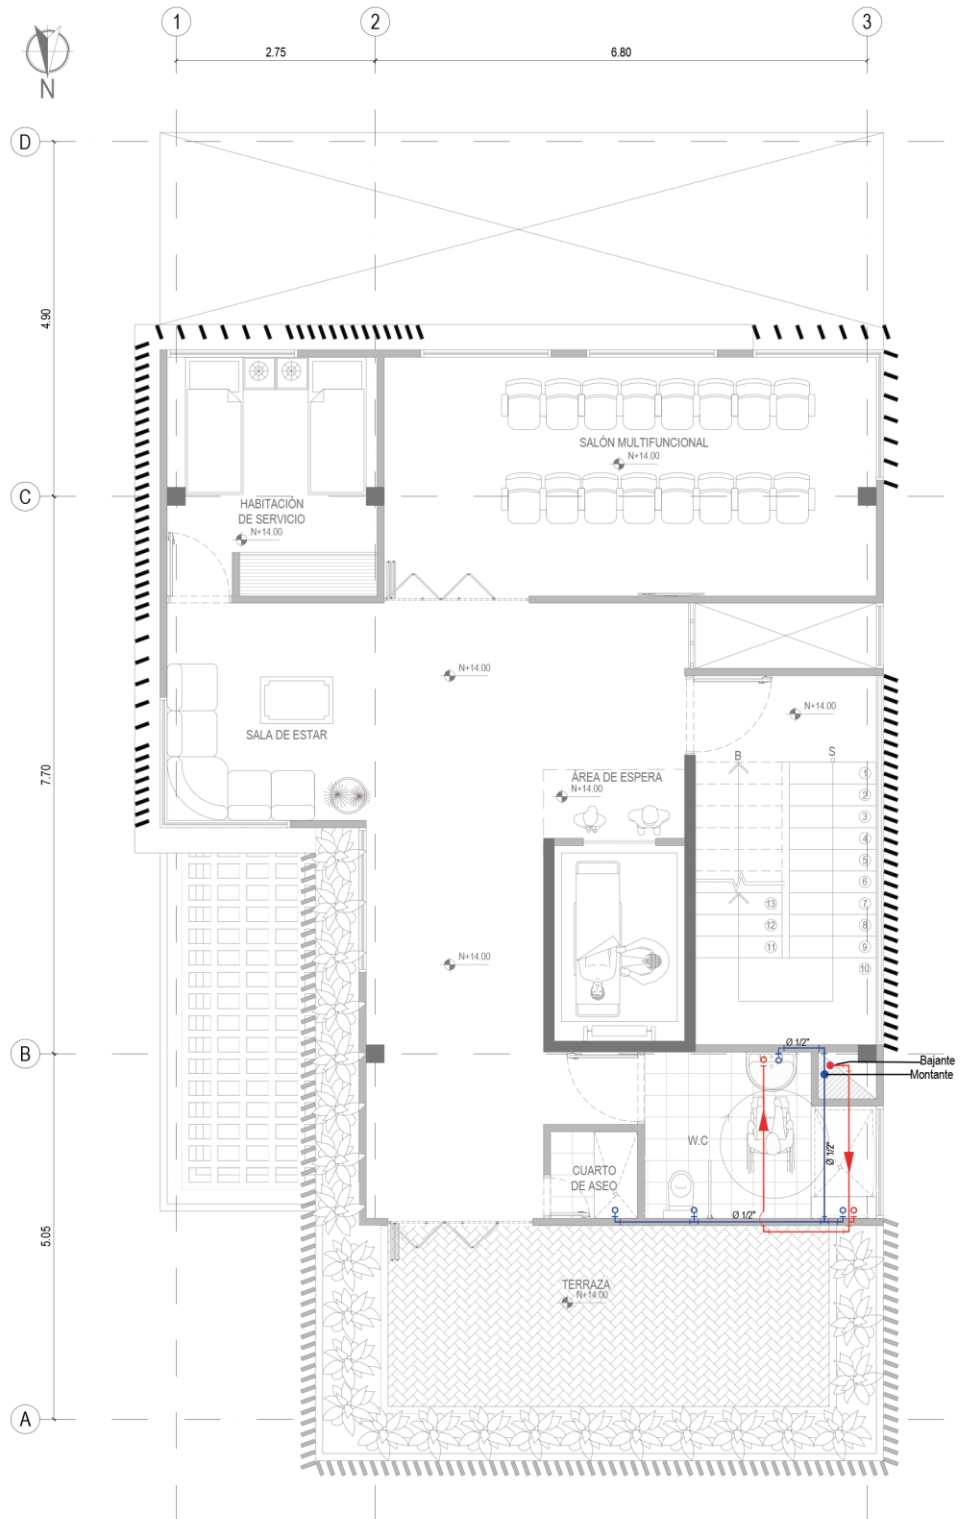 1
2
3
2.75
6.80
N
D
4.90
SALÓN MULTIFUNCIONAL
N+14.00
C
HABITACIÓN
DE SERVICIO
N+14.00
N+14.00
N+14.00
SALA DE ESTAR
B
S
7.70
ÁREA DE ESPERA
N+14.00
1
2
3
4
5
6
13
7
12
8
11
9
10
N+14.00
Ø 1/2"
B
Bajante
Montante
W.C
Ø 1/2"
CUARTO
DE ASEO
Ø 1/2"
5.05
TERRAZA
N+14.00
A